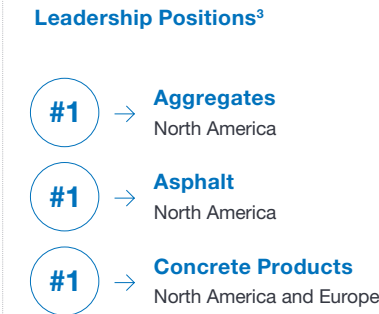 Leadership Positions³
#1 → Aggregates
North America
#1 → Asphalt
North America
#1 → Concrete Products
North America and Europe